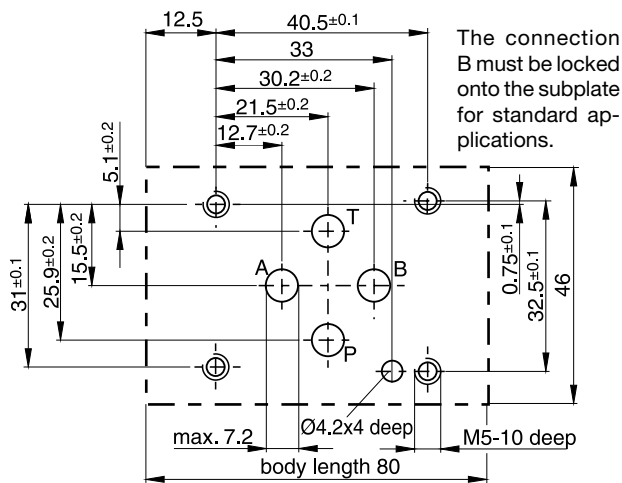 12.5
40.5±0.1
33
30.2±0.2
21.5±0.2
12.7±0.2
The connection
B must be locked
onto the subplate
for standard ap-
plications.
5.1±0.2
T
A
B
P
31±0.1
25.9±0.2
15.5±0.2
0.75±0.1
32.5±0.1
46
Ø4.2x4 deep
max. 7.2
M5-10 deep
body length 80